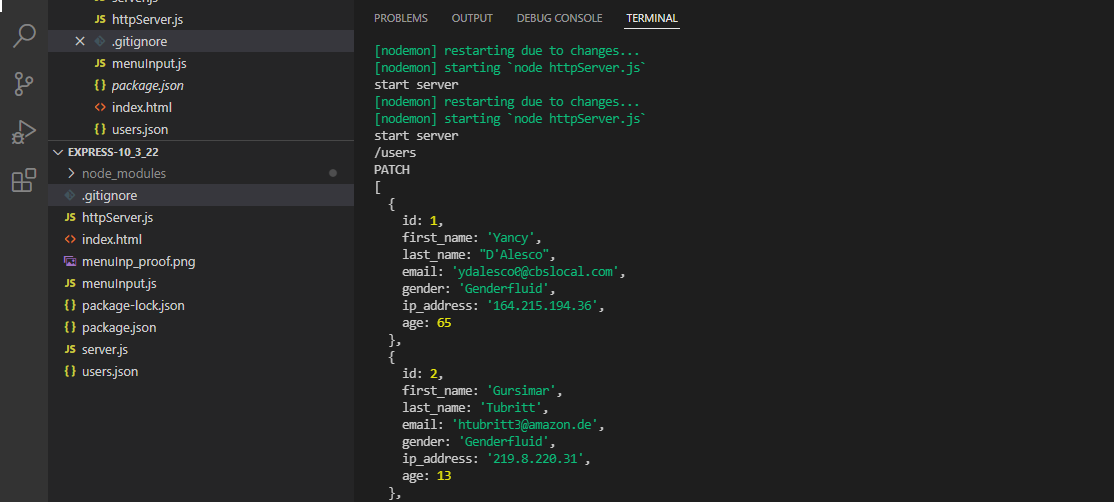 server.js
JS httpServer.js
.gitignore
JS menuInput.js
{} package.json
<> index.html
{} users.json
EXPRESS-10_3_22
node_modules
.gitignore
JS httpServer.js
<> index.html
menuInp_proof.png
JS menuInput.js
{} package-lock.json
{} package.json
JS server.js
{} users.json
PROBLEMS OUTPUT DEBUG CONSOLE TERMINAL
[nodemon] restarting due to changes...
[nodemon] starting `node httpServer.js`
start server
[nodemon] restarting due to changes...
[nodemon] starting `node httpServer.js`
start server
/users
PATCH
[
{
id: 1,
first_name: 'Yancy',
last_name: "D'Alesco",
email: 'ydalesco0@cbslocal.com',
gender: 'Genderfluid',
ip_address: '164.215.194.36',
age: 65
},
{
id: 2,
first_name: 'Gursimar',
last_name: 'Tubritt',
email: 'htubritt3@amazon.de',
gender: 'Genderfluid',
ip_address: '219.8.220.31',
age: 13
},